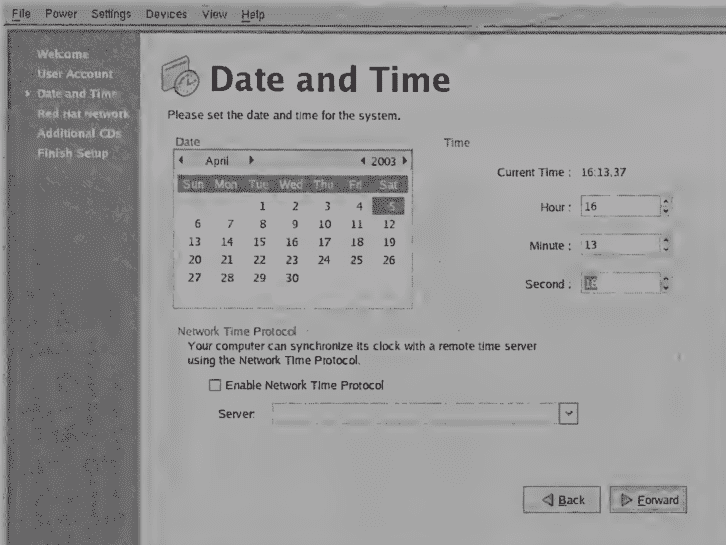 File Power Settings Devices View Help
Welcome
User Account
Date and Time
Red Hat Network
Additional CDs
Finish Setup
Date and Time
Please set the date and time for the system.
Date
April 2003
Sun Mon Tue Wed Thu Fri Sat
1 2 3 4 5
6 7 8 9 10 11 12
13 14 15 16 17 18 19
20 21 22 23 24 25 26
27 28 29 30
Time
Current Time : 16:13:37
Hour : 16
Minute : 13
Second :
Network Time Protocol
Your computer can synchronize its clock with a remote time server
using the Network Time Protocol.
Enable Network Time Protocol
Server:
Back Forward